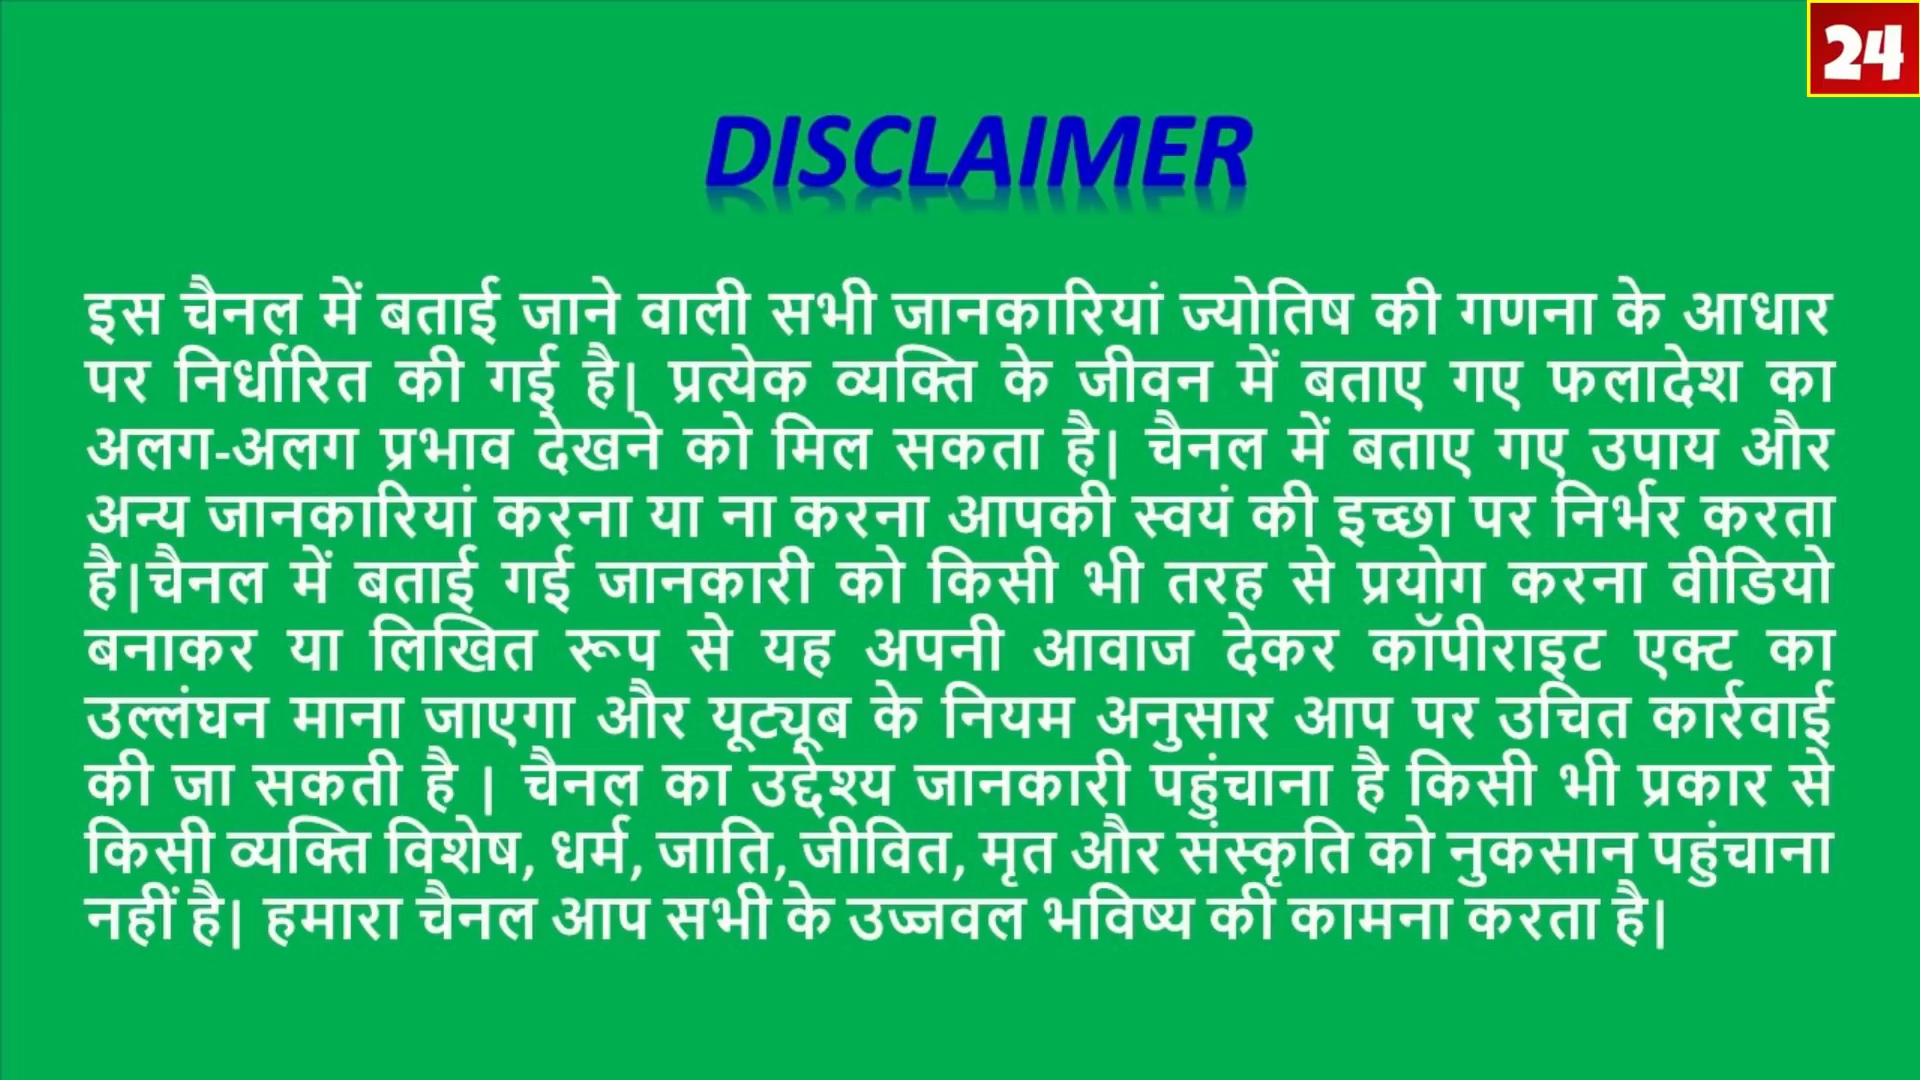 24
DISCLAIMER
इस चैनल में बताई जाने वाली सभी जानकारियां ज्योतिष की गणना के आधार
पर निर्धारित की गई है| प्रत्येक व्यक्ति के जीवन में बताए गए फलादेश का
अलग-अलग प्रभाव देखने को मिल सकता है| चैनल में बताए गए उपाय और
अन्य जानकारियां करना या ना करना आपकी स्वयं की इच्छा पर निर्भर करता
है|चैनल में बताई गई जानकारी को किसी भी तरह से प्रयोग करना वीडियो
बनाकर या लिखित रूप से यह अपनी आवाज देकर कॉपीराइट एक्ट का
उल्लंघन माना जाएगा और यूट्यूब के नियम अनुसार आप पर उचित कार्रवाई
की जा सकती है | चैनल का उद्देश्य जानकारी पहुंचाना है किसी भी प्रकार से
किसी व्यक्ति विशेष, धर्म, जाति, जीवित, मृत और संस्कृति को नुकसान पहुंचाना
नहीं है| हमारा चैनल आप सभी के उज्जवल भविष्य की कामना करता है|